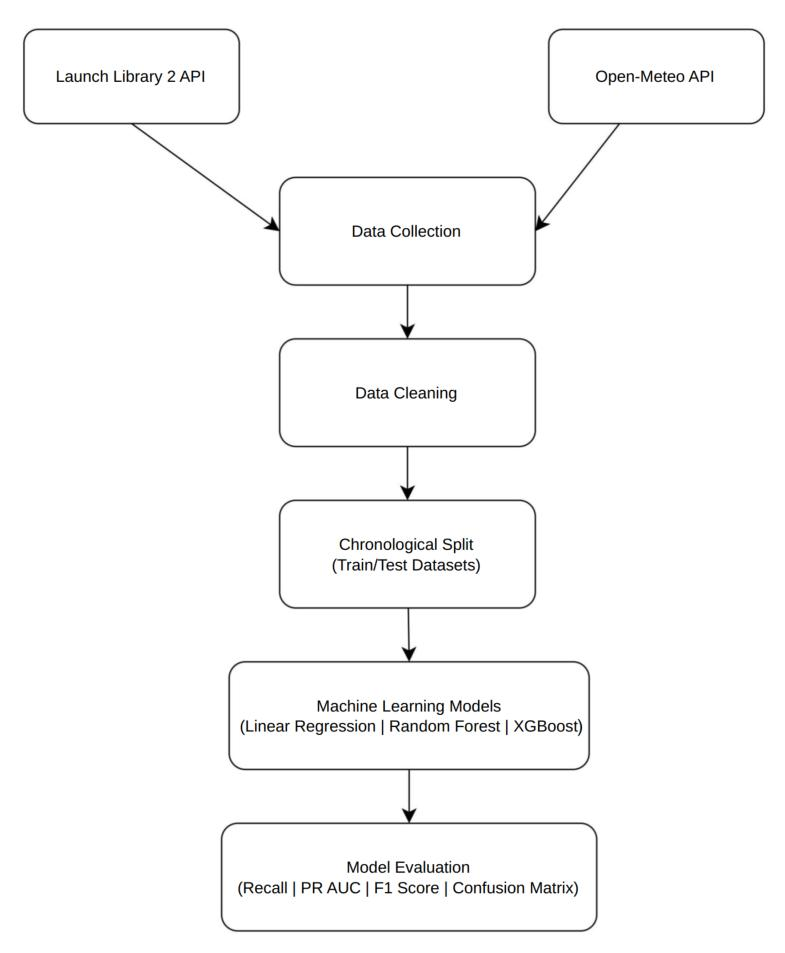 Launch Library 2 API
Open-Meteo API
Data Collection
Data Cleaning
Chronological Split
(Train/Test Datasets)
Machine Learning Models
(Linear Regression | Random Forest | XGBoost)
Model Evaluation
(Recall | PR AUC | F1 Score | Confusion Matrix)